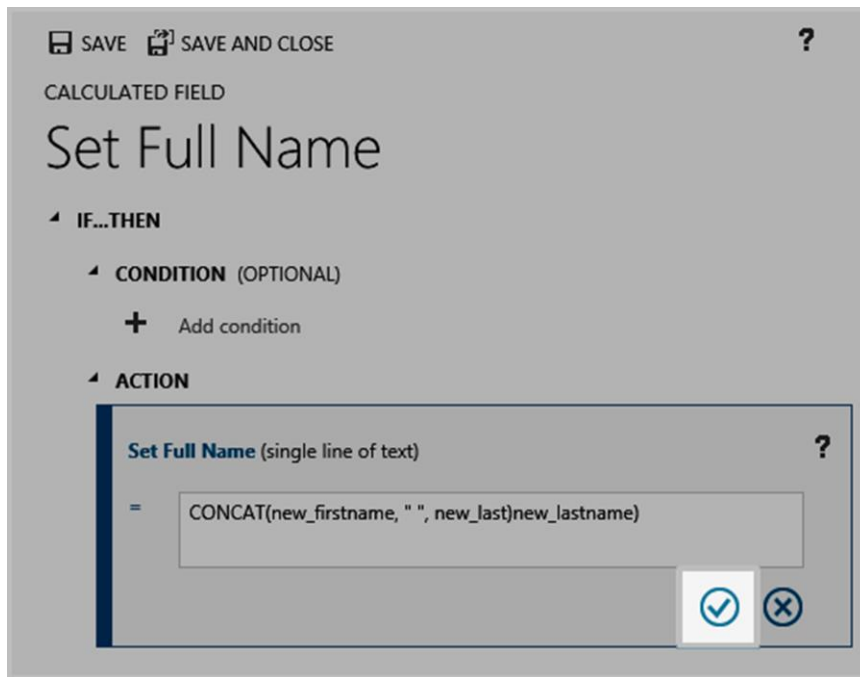 SAVE SAVE AND CLOSE ?
CALCULATED FIELD
Set Full Name
IF...THEN
CONDITION (OPTIONAL)
+ Add condition
ACTION
Set Full Name (single line of text) ?
= CONCAT(new_firstname, " ", new_last)new_lastname)